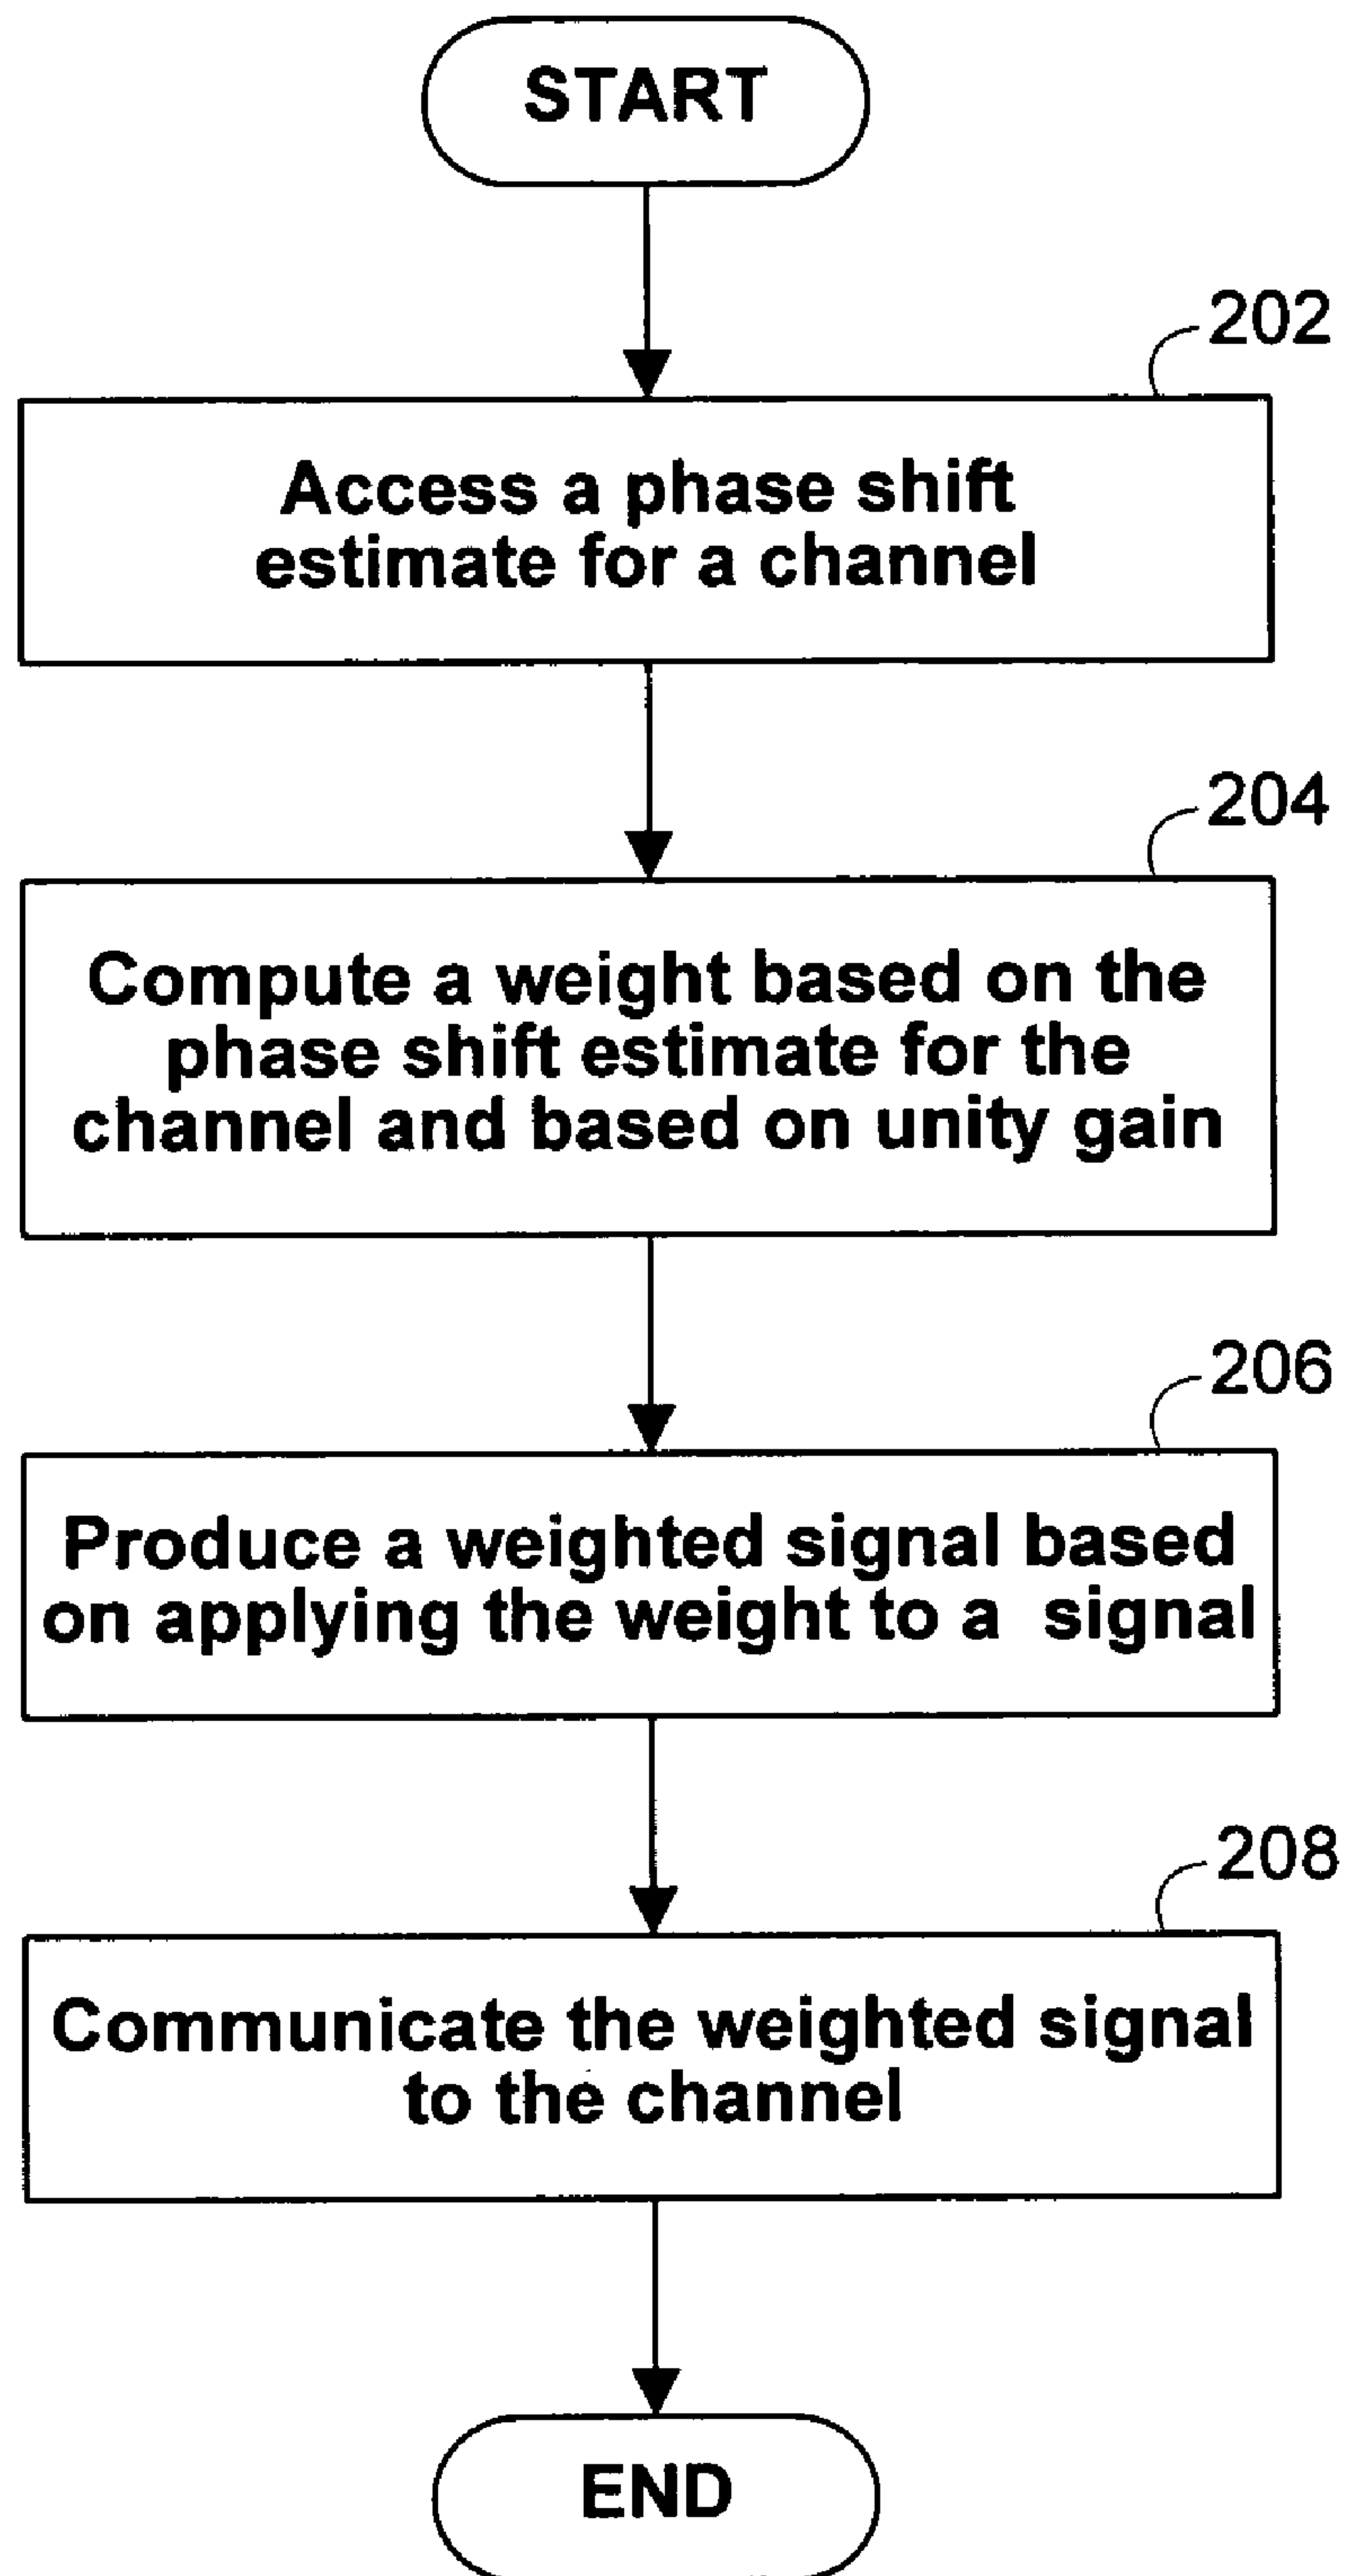 START
202
Access a phase shift
estimate for a channel
204
Compute a weight based on the
phase shift estimate for the
channel and based on unity gain
206
Produce a weighted signal based
on applying the weight to a signal
208
Communicate the weighted signal
to the channel
END